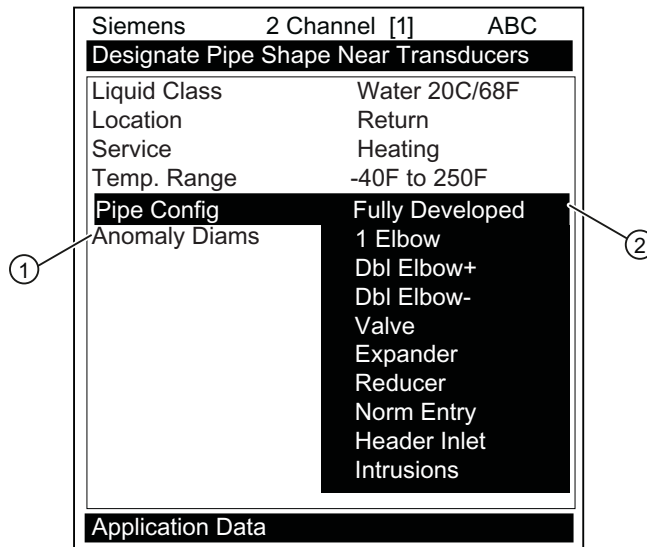 Siemens 2 Channel [1] ABC
Designate Pipe Shape Near Transducers
Liquid Class Water 20C/68F
Location Return
Service Heating
Temp. Range -40F to 250F
Pipe Config Fully Developed
Anomaly Diams 1 Elbow
Dbl Elbow+
Dbl Elbow-
Valve
Expander
Reducer
Norm Entry
Header Inlet
Intrusions
Application Data
1
2